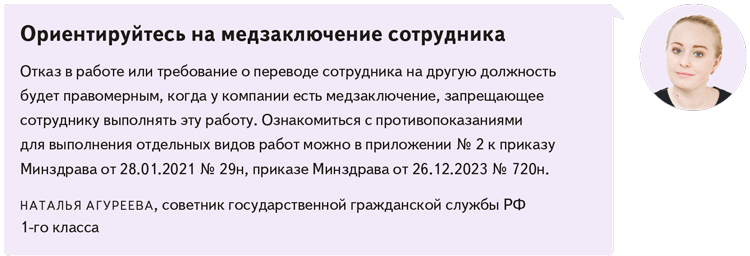 Ориентируйтесь на медзаключение сотрудника
Отказ в работе или требование о переводе сотрудника на другую должность
будет правомерным, когда у компании есть медзаключение, запрещающее
сотруднику выполнять эту работу. Ознакомиться с противопоказаниями
для выполнения отдельных видов работ можно в приложении № 2 к приказу
Минздрава от 28.01.2021 № 29н, приказе Минздрава от 26.12.2023 № 720н.
НАТАЛЬЯ АГУРЕЕВА, советник государственной гражданской службы РФ
1-го класса